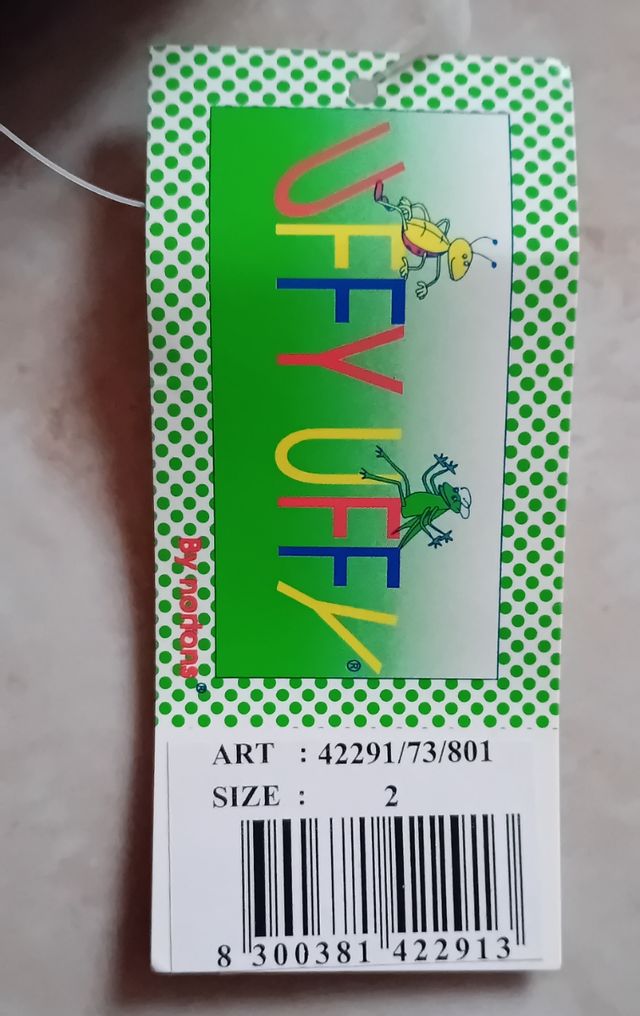 UFFY UFFY ®
By nortons ®
ART : 42291/73/801
SIZE : 2
8 300381 422913